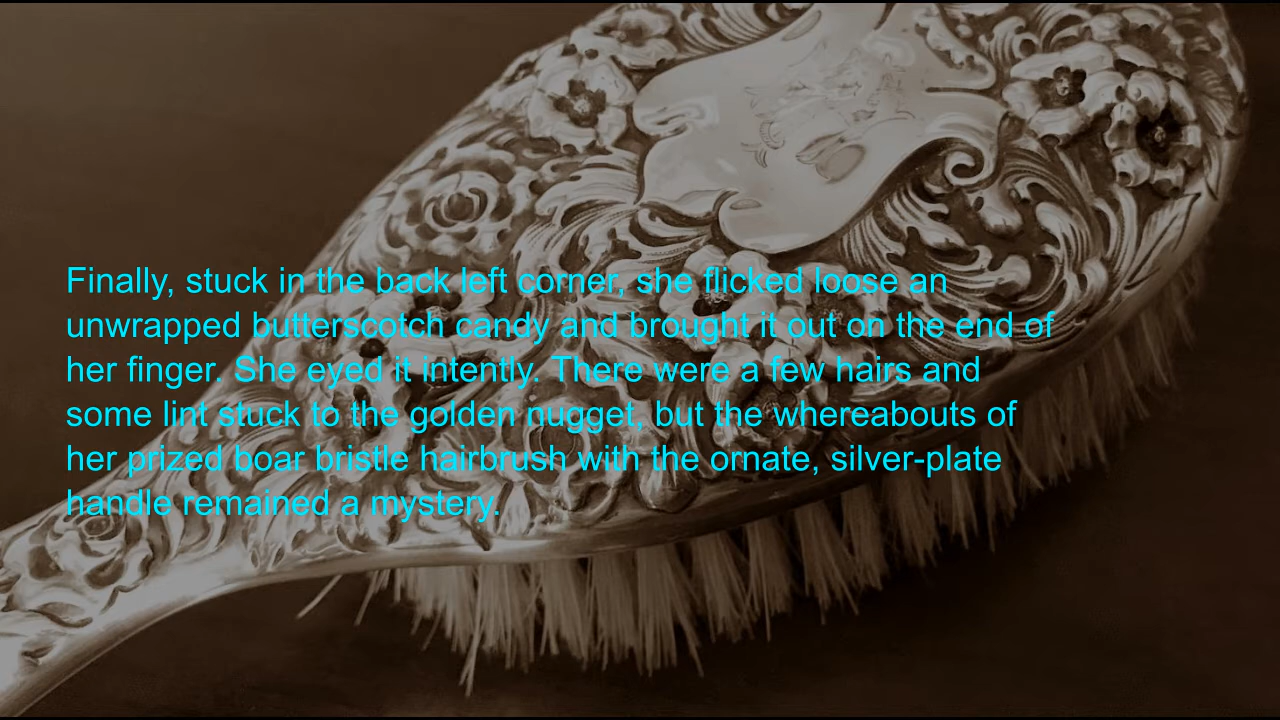 Finally, stuck in the back left corner, she flicked loose an
unwrapped butterscotch candy and brought it out on the end of
her finger. She eyed it intently. There were a few hairs and
some lint stuck to the golden nugget, but the whereabouts of
her prized boar bristle hairbrush with the ornate, silver-plate
handle remained a mystery.